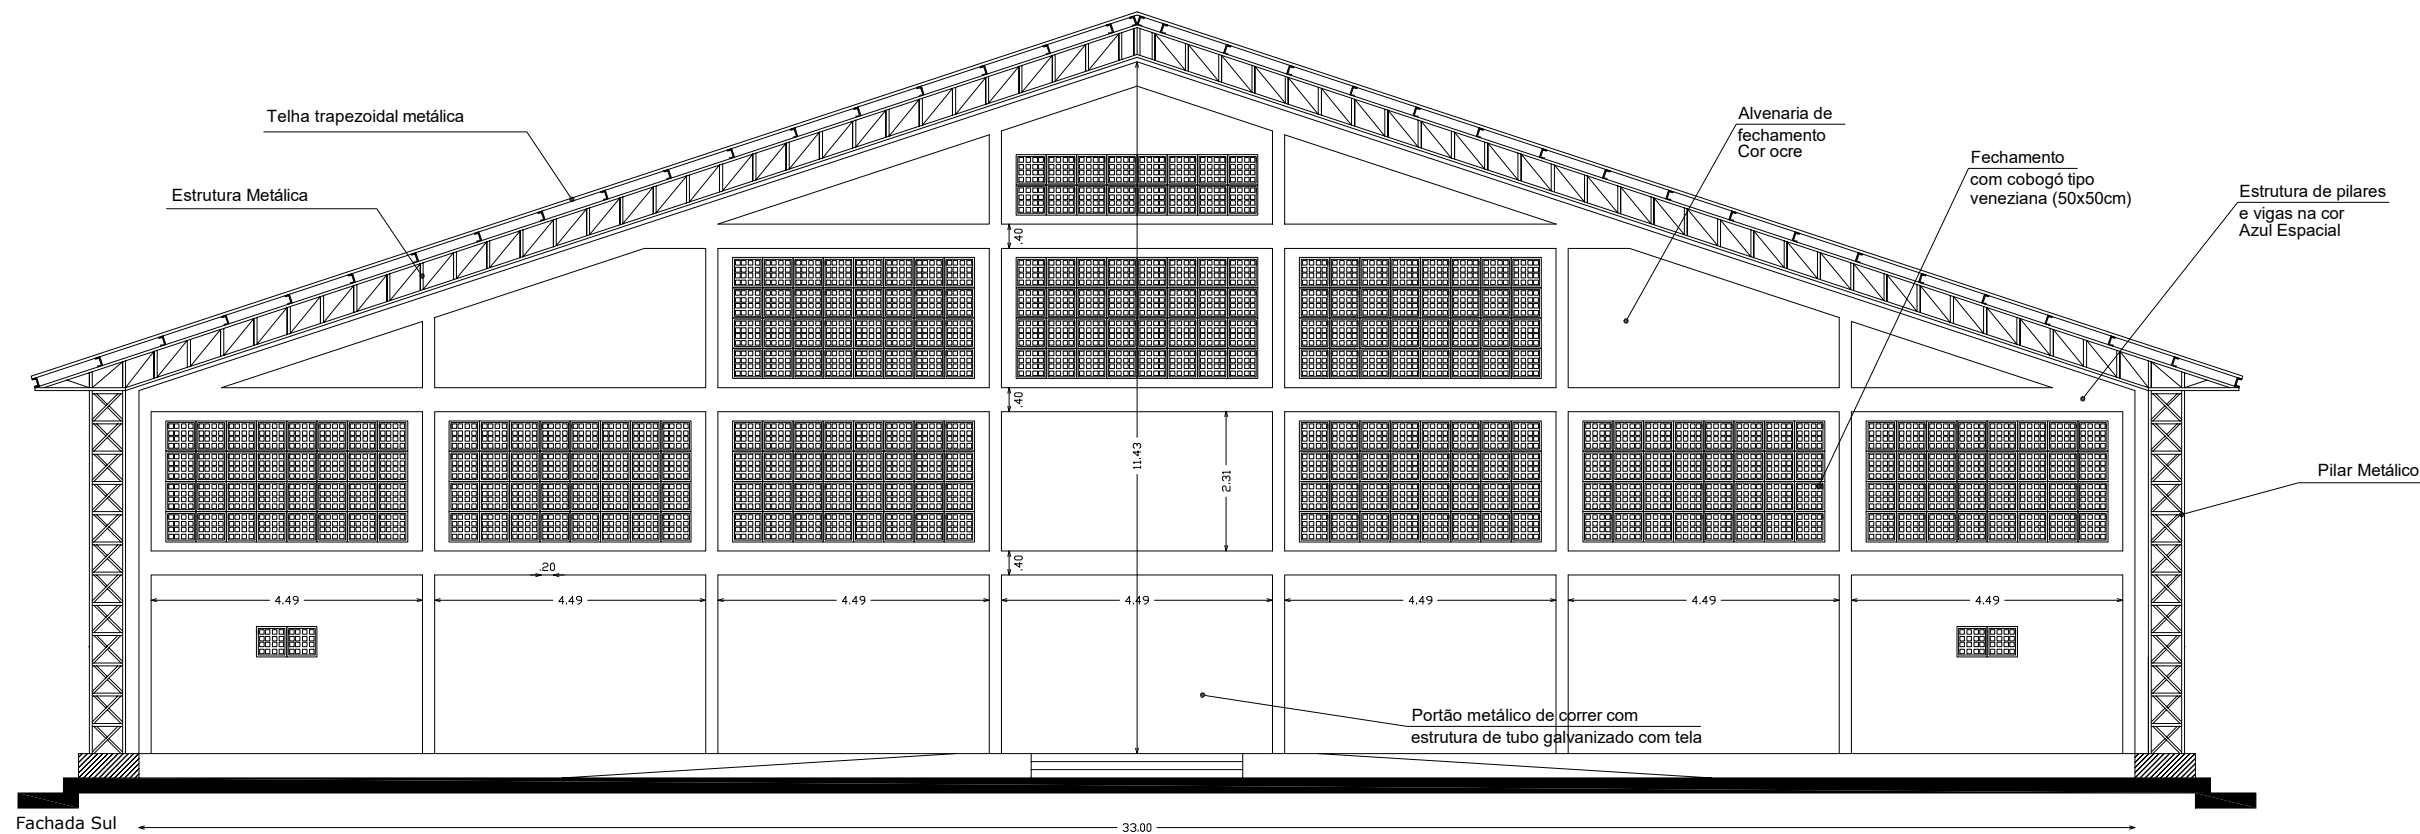 Telha trapezoidal metálica
Estrutura Metálica
Alvenaria de
fechamento
Cor ocre
Fechamento
com cobogó tipo
veneziana (50x50cm)
Estrutura de pilares
e vigas na cor
Azul Espacial
.40
.40
11.43
2.31
Pilar Metálico
.40
.20
4.49
4.49
4.49
4.49
4.49
4.49
4.49
Portão metálico de correr com
estrutura de tubo galvanizado com tela
Fachada Sul
33.00